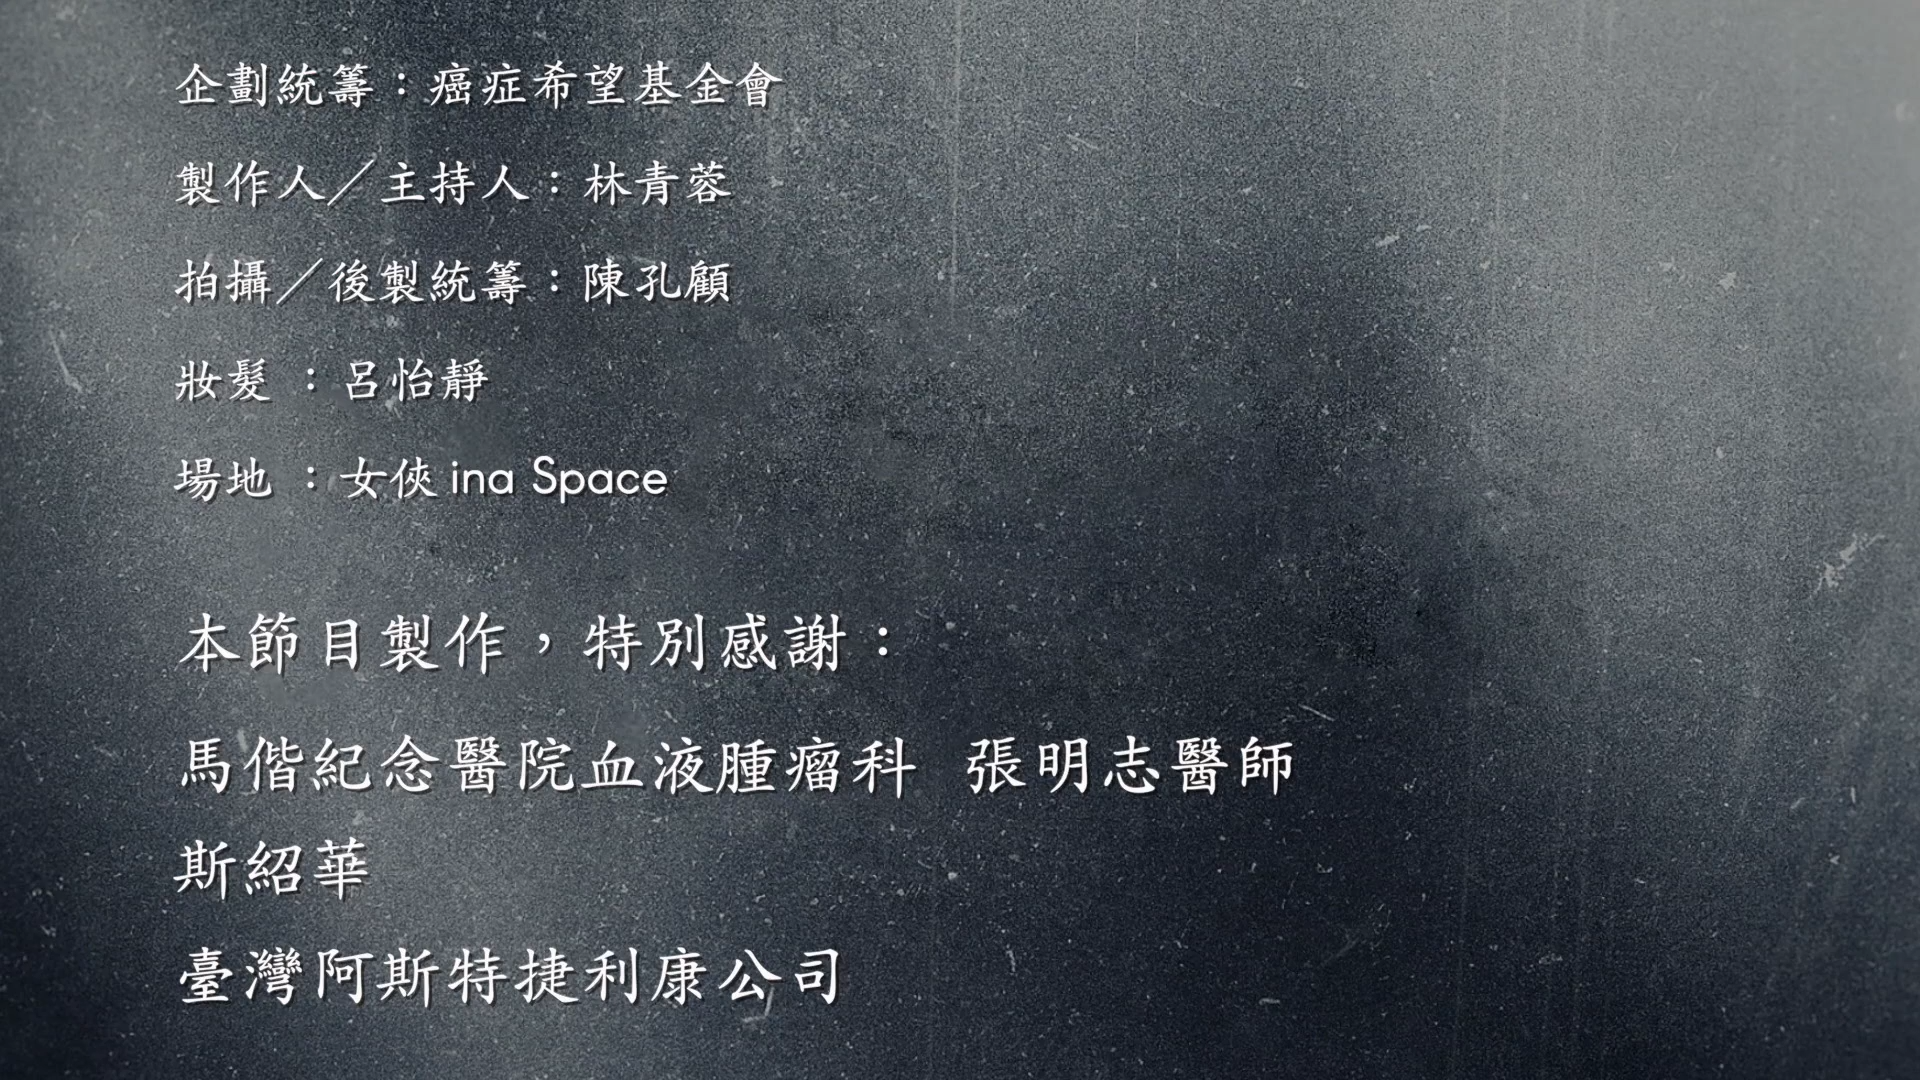 企劃統籌：癌症希望基金會
製作人／主持人：林青蓉
拍攝／後製統籌：陳孔顧
妝髮 ：呂怡靜
場地 ：女俠 ina Space
本節目製作，特別感謝：
馬偕紀念醫院血液腫瘤科 張明志醫師
斯紹華
臺灣阿斯特捷利康公司